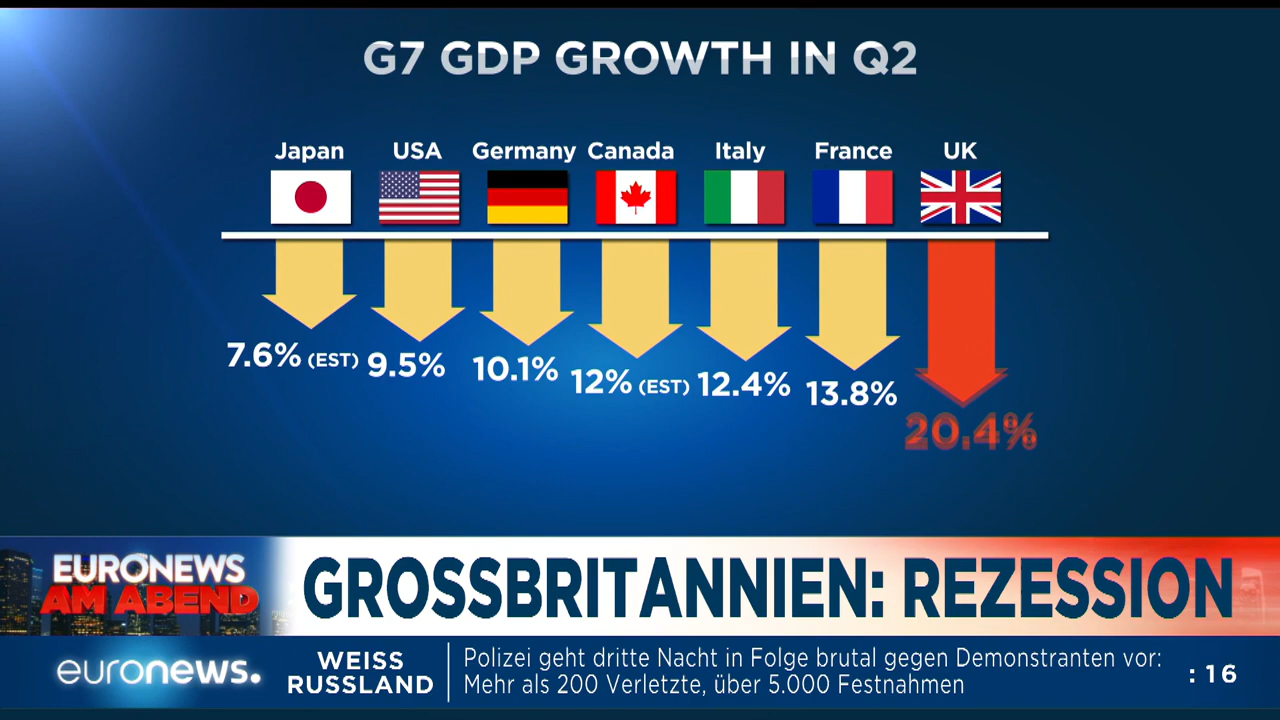 G7 GDP GROWTH IN Q2
Japan USA Germany Canada Italy France UK
7.6% (EST) 9.5% 10.1% 12% (EST) 12.4% 13.8% 20.4%
EURONEWS
AM ABEND
GROSSBRITANNIEN: REZESSION
euronews.
WEISS
RUSSLAND
Polizei geht dritte Nacht in Folge brutal gegen Demonstranten vor:
Mehr als 200 Verletzte, über 5.000 Festnahmen
: 16